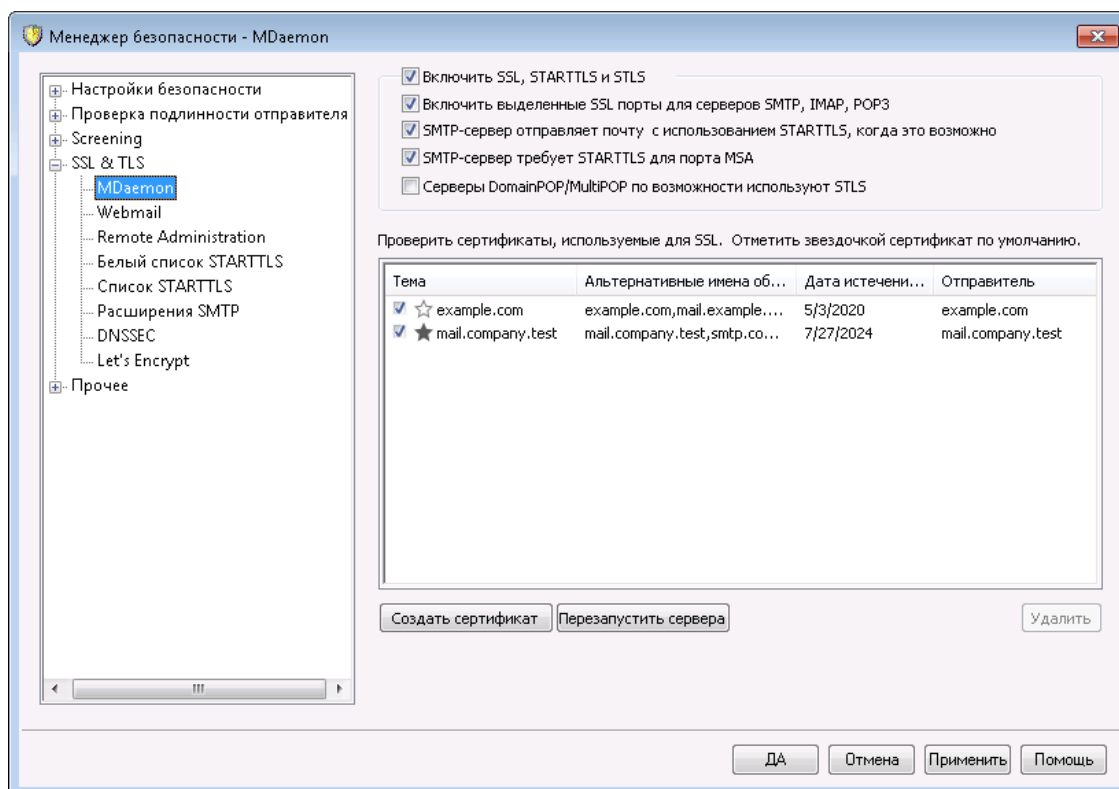 Менеджер безопасности - MDaemon
Настройки безопасности
Проверка подлинности отправителя
Screening
SSL & TLS
MDaemon
Webmail
Remote Administration
Белый список STARTTLS
Список STARTTLS
Расширения SMTP
DNSSEC
Let's Encrypt
Прочее
Включить SSL, STARTTLS и STLS
Включить выделенные SSL порты для серверов SMTP, IMAP, POP3
SMTP-сервер отправляет почту с использованием STARTTLS, когда это возможно
SMTP-сервер требует STARTTLS для порта MSA
Серверы DomainPOP/MultiPOP по возможности используют STLS
Проверить сертификаты, используемые для SSL. Отметить звездочкой сертификат по умолчанию.
Тема Альтернативные имена об... Дата истечени... Отправитель
example.com example.com,mail.example.... 5/3/2020 example.com
mail.company.test mail.company.test,smtp.co... 7/27/2024 mail.company.test
Создать сертификат Перезапустить сервера Удалить
ДА Отмена Применить Помощь